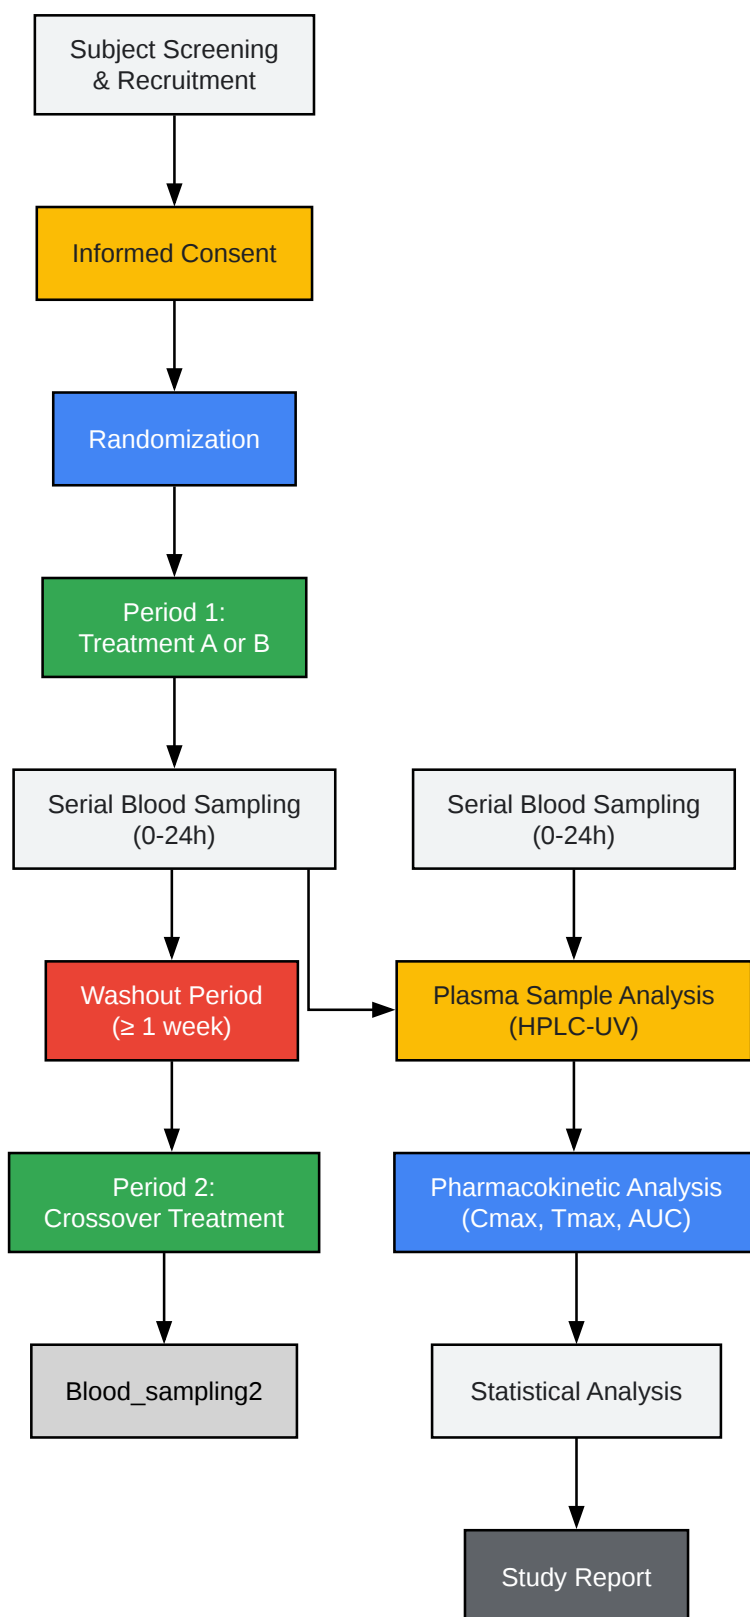 Subject Screening
& Recruitment
Informed Consent
Randomization
Period 1:
Treatment A or B
Serial Blood Sampling
(0-24h)
Serial Blood Sampling
(0-24h)
Washout Period
(≥ 1 week)
Plasma Sample Analysis
(HPLC-UV)
Period 2:
Crossover Treatment
Pharmacokinetic Analysis
(Cmax, Tmax, AUC)
Blood_sampling2
Statistical Analysis
Study Report